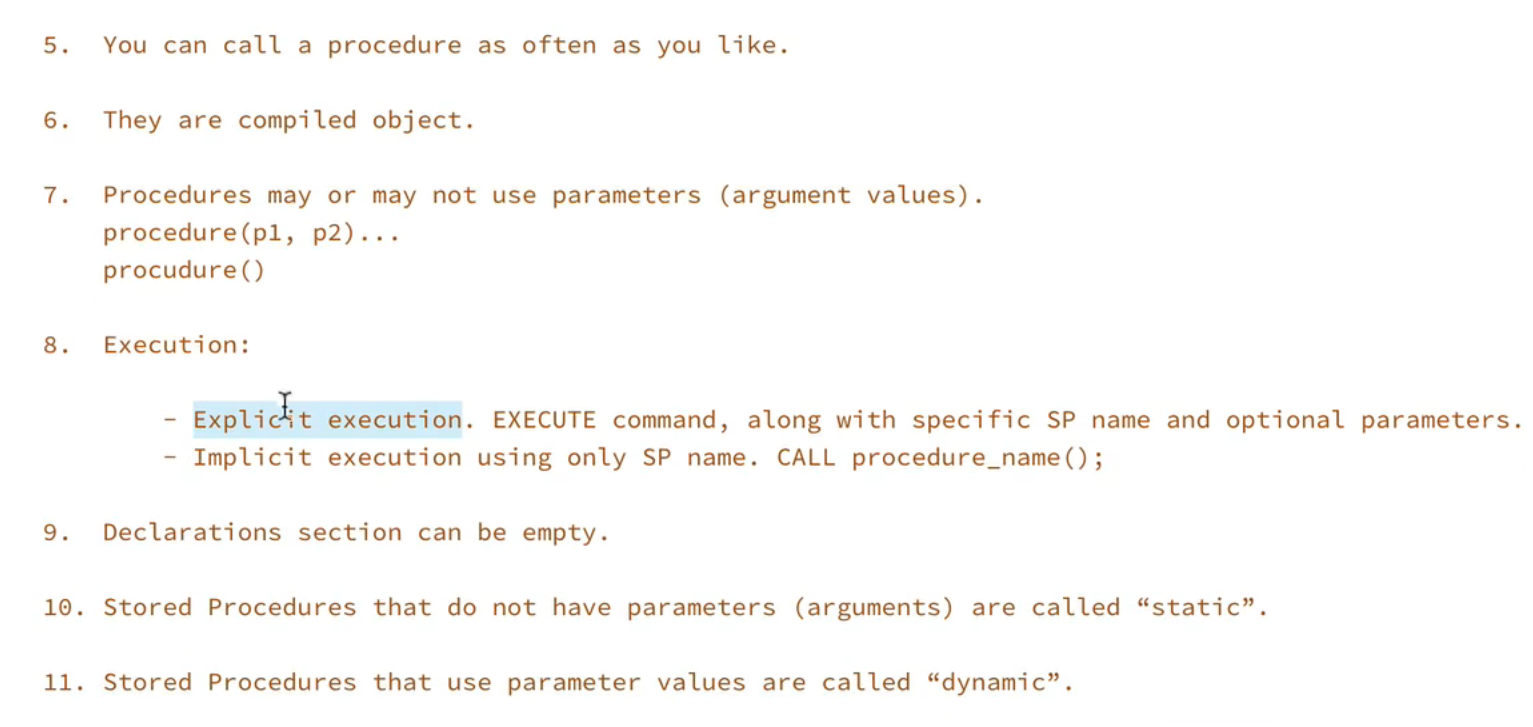 5. You can call a procedure as often as you like.
6. They are compiled object.
7. Procedures may or may not use parameters (argument values).
procedure(p1, p2)...
procudure()
8. Execution:
- Explicit execution. EXECUTE command, along with specific SP name and optional parameters.
- Implicit execution using only SP name. CALL procedure_name();
9. Declarations section can be empty.
10. Stored Procedures that do not have parameters (arguments) are called “static”.
11. Stored Procedures that use parameter values are called “dynamic”.